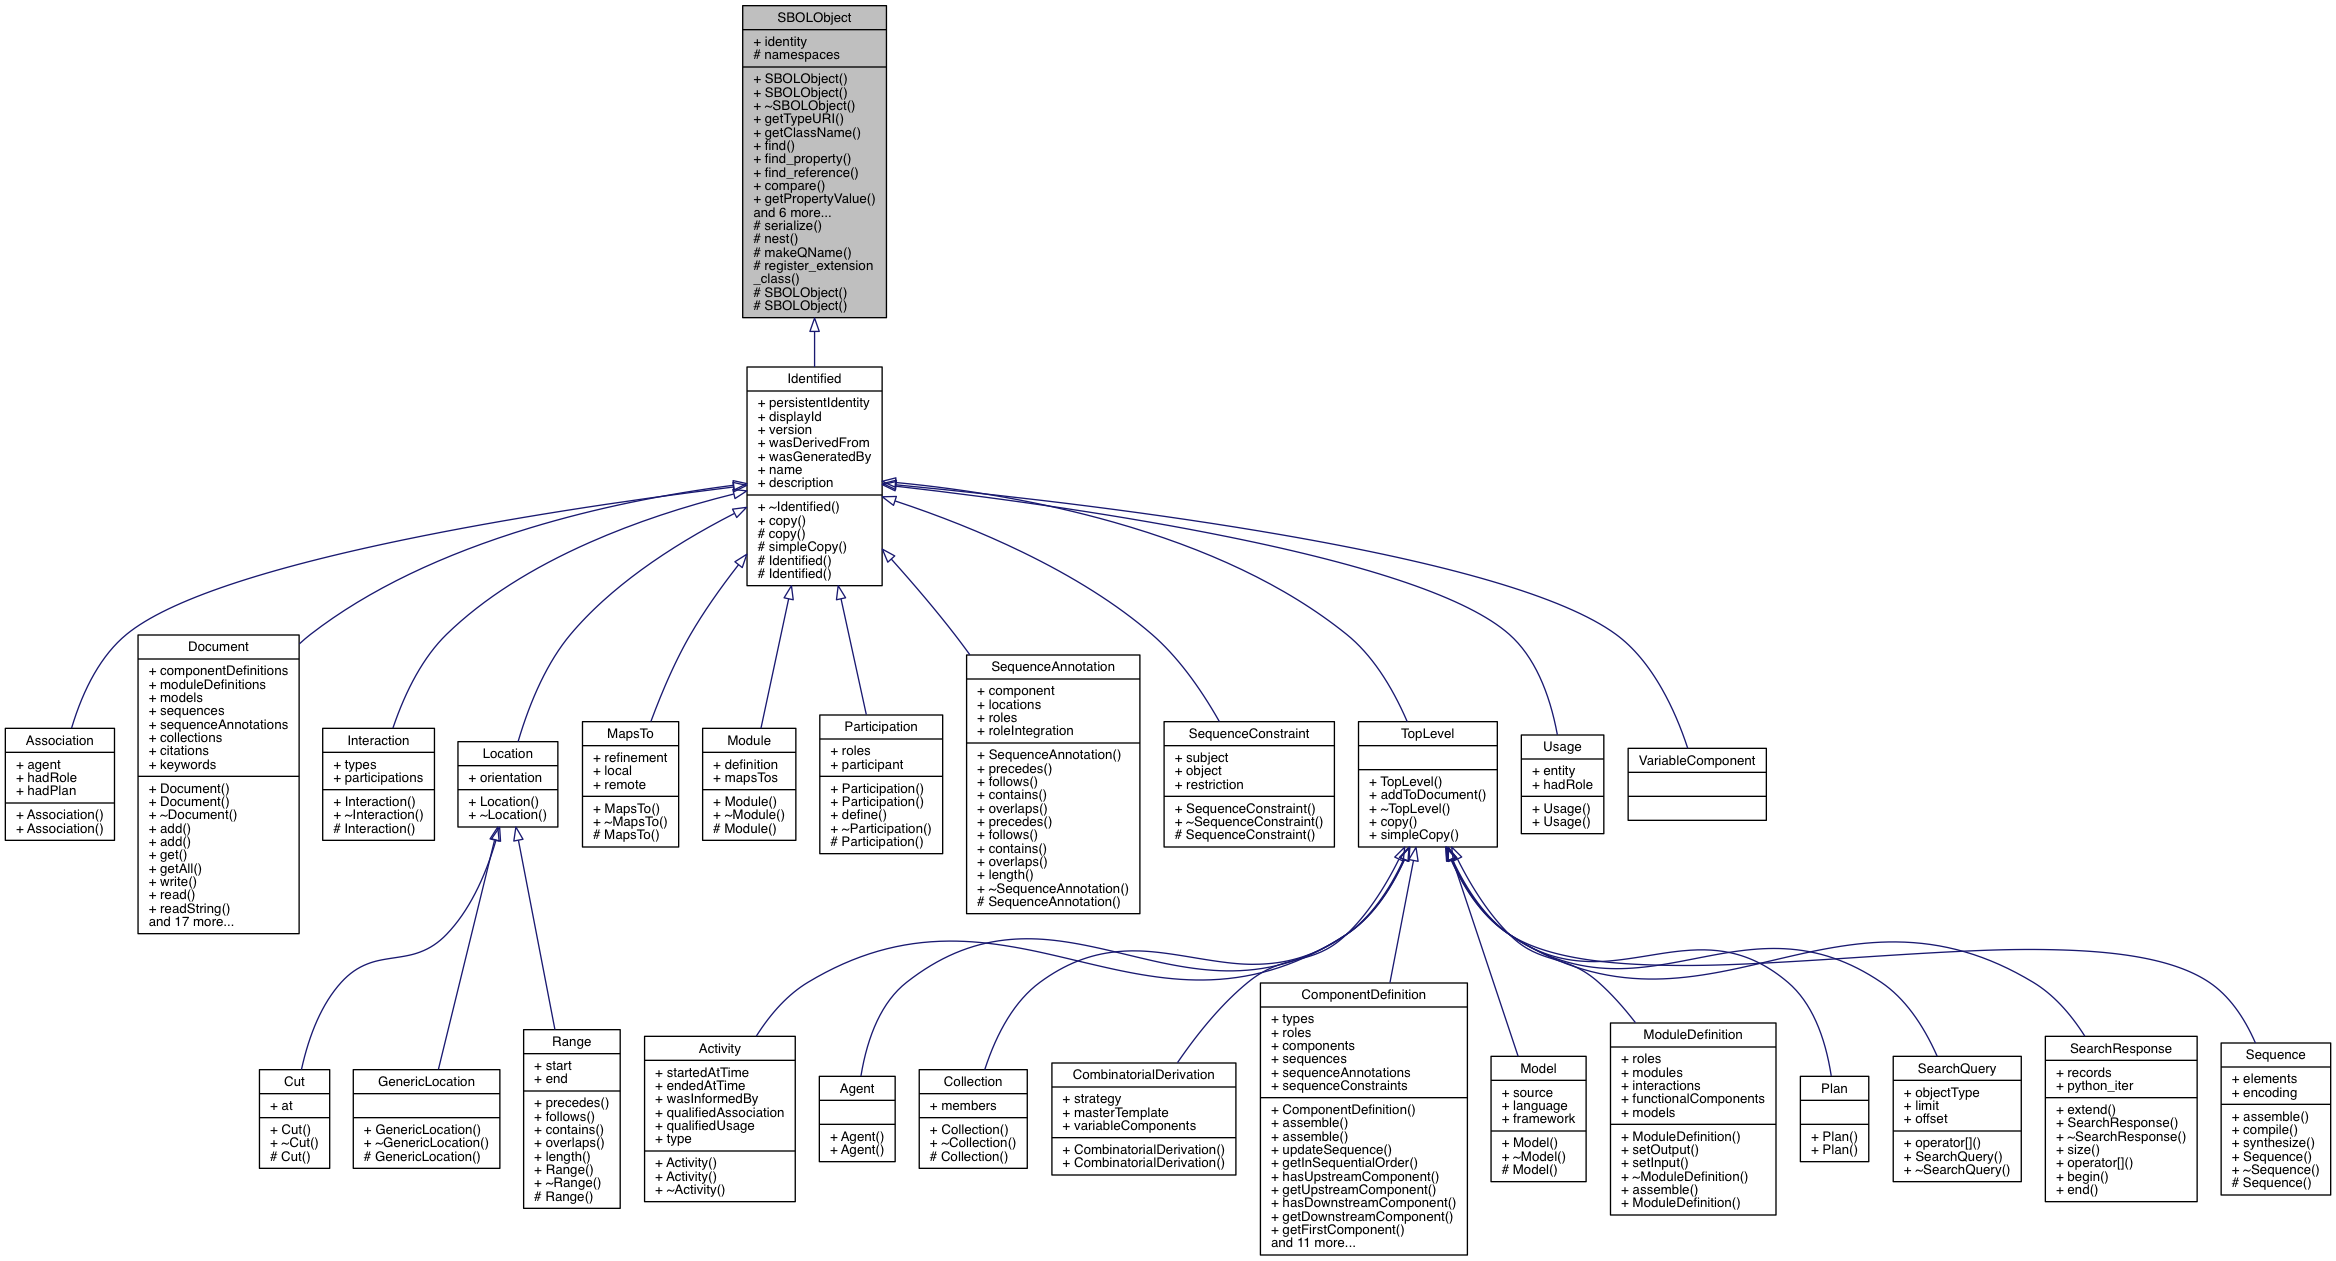 SBOLObject
+ identity
# namespaces
+ SBOLObject()
+ SBOLObject()
+ ~SBOLObject()
+ getTypeURI()
+ getClassName()
+ find()
+ find_property()
+ find_reference()
+ compare()
+ getPropertyValue()
and 6 more...
# serialize()
# nest()
# makeQName()
# register_extension
_class()
# SBOLObject()
# SBOLObject()
Identified
+ persistentIdentity
+ displayId
+ version
+ wasDerivedFrom
+ wasGeneratedBy
+ name
+ description
+ ~Identified()
+ copy()
# copy()
# simpleCopy()
# Identified()
# Identified()
Association
+ agent
+ hadRole
+ hadPlan
+ Association()
+ Association()
Document
+ componentDefinitions
+ moduleDefinitions
+ models
+ sequences
+ sequenceAnnotations
+ collections
+ citations
+ keywords
+ Document()
+ Document()
+ ~Document()
+ add()
+ add()
+ get()
+ getAll()
+ write()
+ read()
+ readString()
and 17 more...
Interaction
+ types
+ participations
+ Interaction()
+ ~Interaction()
# Interaction()
Location
+ orientation
+ Location()
+ ~Location()
MapsTo
+ refinement
+ local
+ remote
+ MapsTo()
+ ~MapsTo()
# MapsTo()
Module
+ definition
+ mapsTos
+ Module()
+ ~Module()
# Module()
Participation
+ roles
+ participant
+ Participation()
+ Participation()
+ define()
+ ~Participation()
# Participation()
SequenceAnnotation
+ component
+ locations
+ roles
+ roleIntegration
+ SequenceAnnotation()
+ precedes()
+ follows()
+ contains()
+ overlaps()
+ precedes()
+ follows()
+ contains()
+ overlaps()
+ length()
+ ~SequenceAnnotation()
# SequenceAnnotation()
SequenceConstraint
+ subject
+ object
+ restriction
+ SequenceConstraint()
+ ~SequenceConstraint()
# SequenceConstraint()
TopLevel
+ TopLevel()
+ addToDocument()
+ ~TopLevel()
+ copy()
+ simpleCopy()
Usage
+ entity
+ hadRole
+ Usage()
+ Usage()
VariableComponent
Cut
+ at
+ Cut()
+ ~Cut()
# Cut()
GenericLocation
+ GenericLocation()
+ ~GenericLocation()
# GenericLocation()
Range
+ start
+ end
+ precedes()
+ follows()
+ contains()
+ overlaps()
+ length()
+ Range()
+ ~Range()
# Range()
Activity
+ startedAtTime
+ endedAtTime
+ wasInformedBy
+ qualifiedAssociation
+ qualifiedUsage
+ type
+ Activity()
+ Activity()
+ ~Activity()
Agent
+ Agent()
+ Agent()
Collection
+ members
+ Collection()
+ ~Collection()
# Collection()
CombinatorialDerivation
+ strategy
+ masterTemplate
+ variableComponents
+ CombinatorialDerivation()
+ CombinatorialDerivation()
ComponentDefinition
+ types
+ roles
+ components
+ sequences
+ sequenceAnnotations
+ sequenceConstraints
+ ComponentDefinition()
+ assemble()
+ assemble()
+ updateSequence()
+ getInSequentialOrder()
+ hasUpstreamComponent()
+ getUpstreamComponent()
+ hasDownstreamComponent()
+ getDownstreamComponent()
+ getFirstComponent()
and 11 more...
Model
+ source
+ language
+ framework
+ Model()
+ ~Model()
# Model()
ModuleDefinition
+ roles
+ modules
+ interactions
+ functionalComponents
+ models
+ ModuleDefinition()
+ setOutput()
+ setInput()
+ ~ModuleDefinition()
+ assemble()
+ ModuleDefinition()
Plan
+ Plan()
+ Plan()
SearchQuery
+ objectType
+ limit
+ offset
+ operator[]()
+ SearchQuery()
+ ~SearchQuery()
SearchResponse
+ records
+ python_iter
+ extend()
+ SearchResponse()
+ ~SearchResponse()
+ size()
+ operator[]()
+ begin()
+ end()
Sequence
+ elements
+ encoding
+ assemble()
+ compile()
+ synthesize()
+ Sequence()
+ ~Sequence()
# Sequence()